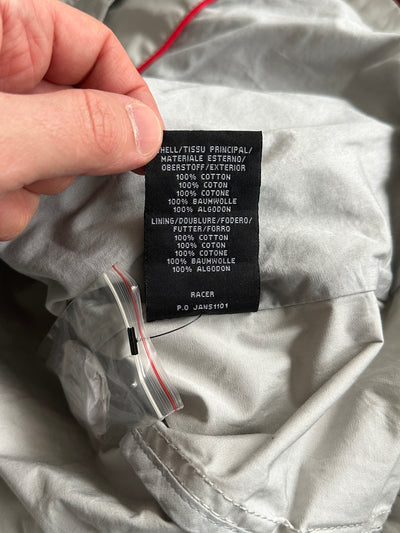 SHELL/TISSU PRINCIPAL/
MATERIALE ESTERNO/
OBERSTOFF/EXTERIOR
100% COTTON
100% COTON
100% COTONE
100% BAUMWOLLE
100% ALGODON
LINING/DOUBLURE/FODERO/
FUTTER/FORRO
100% COTTON
100% COTON
100% COTONE
100% BAUMWOLLE
100% ALGODON
RACER
P.O JANS1101